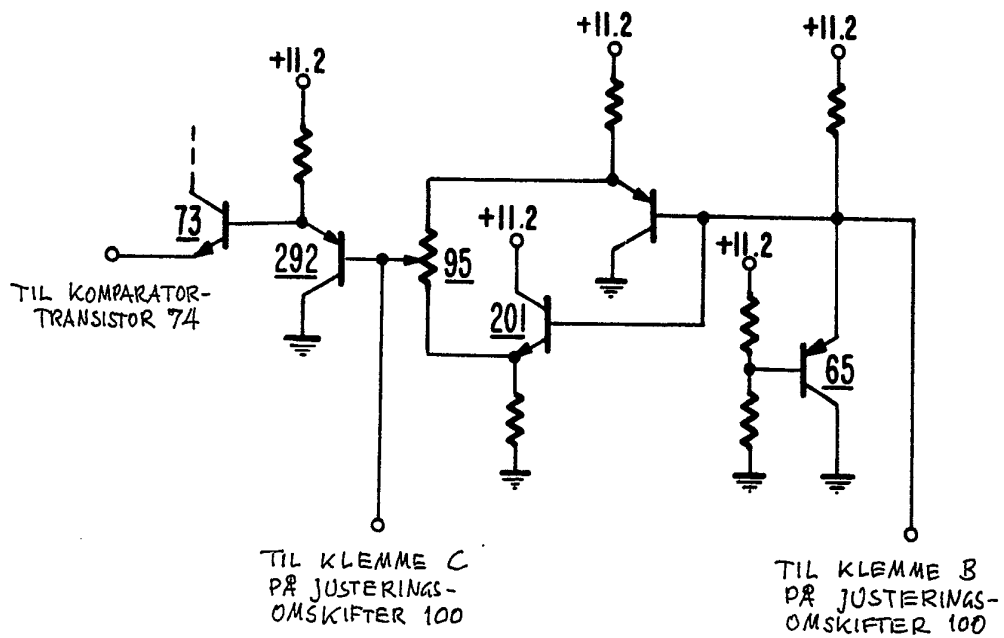 +11.2
+11.2
+11.2
73
292
95
+11.2
201
+11.2
65
TIL KOMPARATOR-
TRANSISTOR 74
TIL KLEMME C
PÅ JUSTERINGS-
OMSKIFTER 100
TIL KLEMME B
PÅ JUSTERINGS-
OMSKIFTER 100